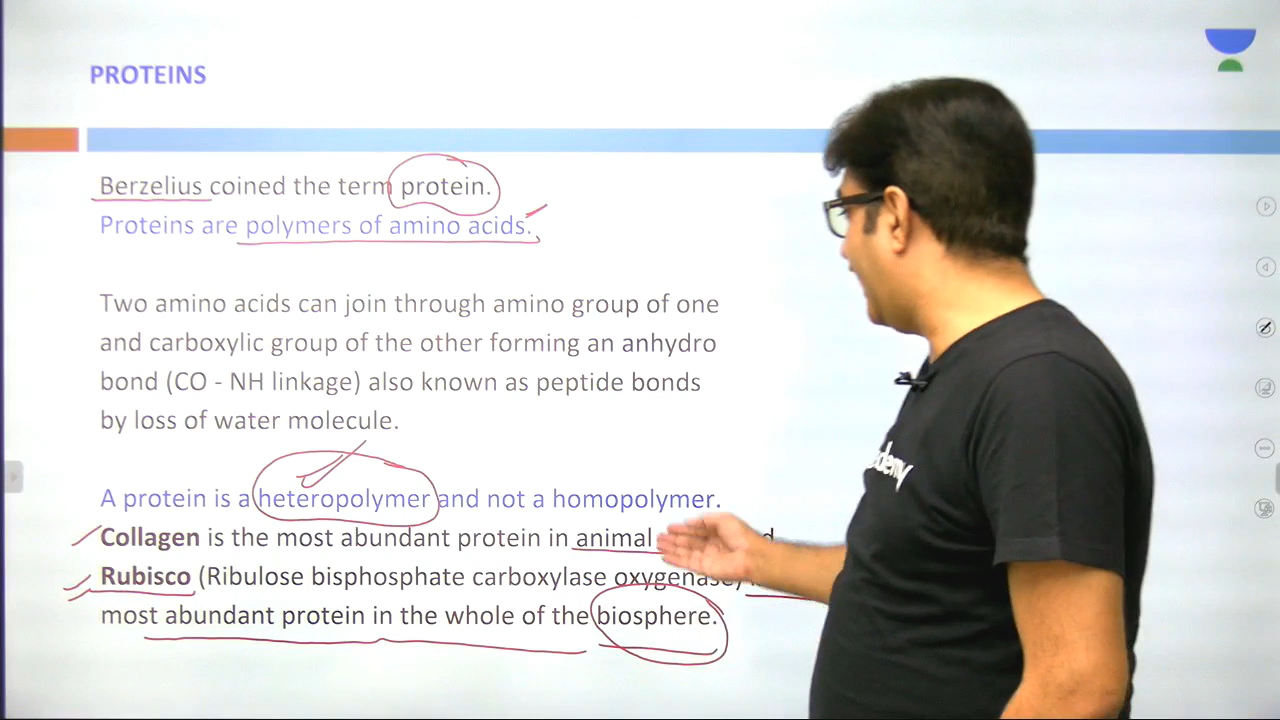 PROTEINS
Berzelius coined the term protein.
Proteins are polymers of amino acids.
Two amino acids can join through amino group of one
and carboxylic group of the other forming an anhydro
bond (CO - NH linkage) also known as peptide bonds
by loss of water molecule.
A protein is a heteropolymer and not a homopolymer.
Collagen is the most abundant protein in animal
Rubisco (Ribulose bisphosphate carboxylase oxygenase)
most abundant protein in the whole of the biosphere.
demy